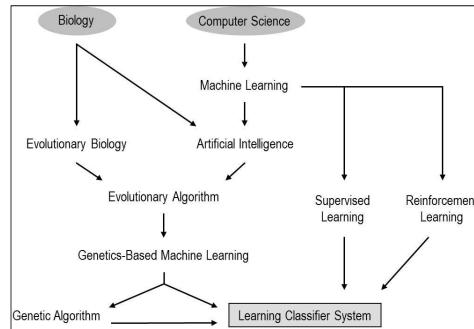 Biology
Computer Science
Machine Learning
Evolutionary Biology
Artificial Intelligence
Evolutionary Algorithm
Supervised
Learning
Reinforcemen
Learning
Genetics-Based Machine Learning
Genetic Algorithm
Learning Classifier System